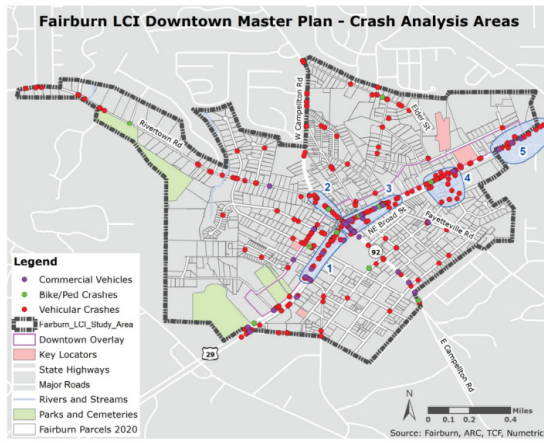 Fairburn LCI Downtown Master Plan - Crash Analysis Areas
Rivertown Rd
W Campellton Rd
Elder St
5
4
2
3
NE Broad St
Fayetteville Rd
92
1
29
E Campellton Rd
Legend
Commercial Vehicles
Bike/Ped Crashes
Vehicular Crashes
Fairburn_LCI_Study_Area
Downtown Overlay
Key Locators
State Highways
Major Roads
Rivers and Streams
Parks and Cemeteries
Fairburn Parcels 2020
N
0 0.1 0.2 0.4
Miles
Source: Fairburn, ARC, TCF, Numetric